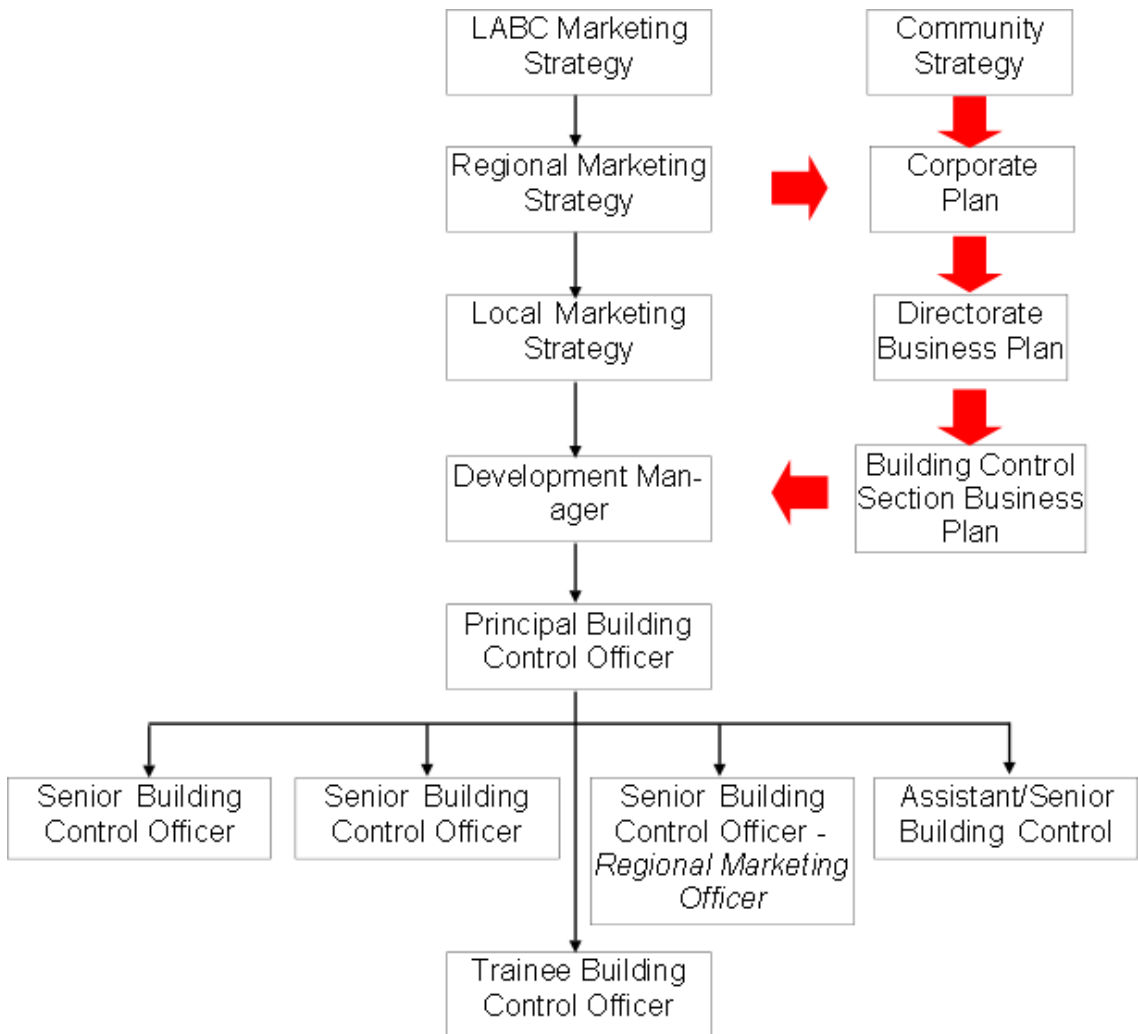 LABC Marketing
Strategy
Community
Strategy
Regional Marketing
Strategy
Corporate
Plan
Local Marketing
Strategy
Directorate
Business Plan
Development Man-
ager
Building Control
Section Business
Plan
Principal Building
Control Officer
Senior Building
Control Officer
Senior Building
Control Officer
Senior Building
Control Officer -
Regional Marketing
Officer
Assistant/Senior
Building Control
Trainee Building
Control Officer